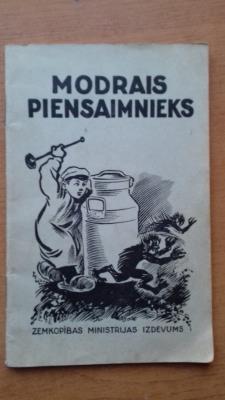 MODRAIS
PIENSAIMNIEKS
ZEMKOPĪBAS MINISTRIJAS IZDEVUMS